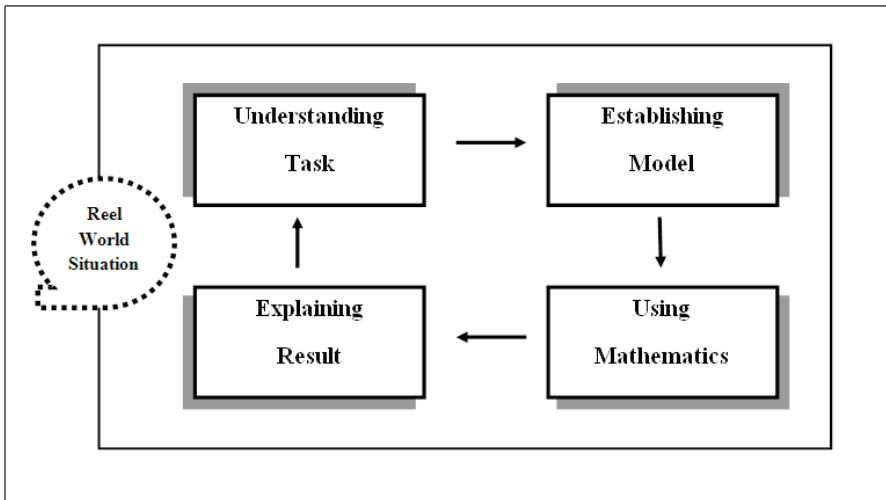 Understanding
Task
Establishing
Model
Reel
World
Situation
Explaining
Result
Using
Mathematics